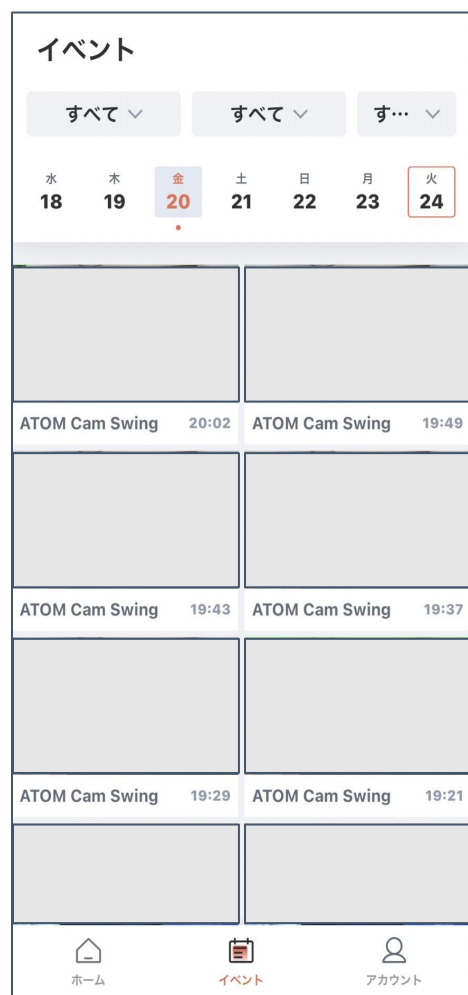 イベント
すべて すべて す…
水 木 金 土 日 月 火
18 19 20 21 22 23 24
ATOM Cam Swing 20:02 ATOM Cam Swing 19:49
ATOM Cam Swing 19:43 ATOM Cam Swing 19:37
ATOM Cam Swing 19:29 ATOM Cam Swing 19:21
ホーム イベント アカウント